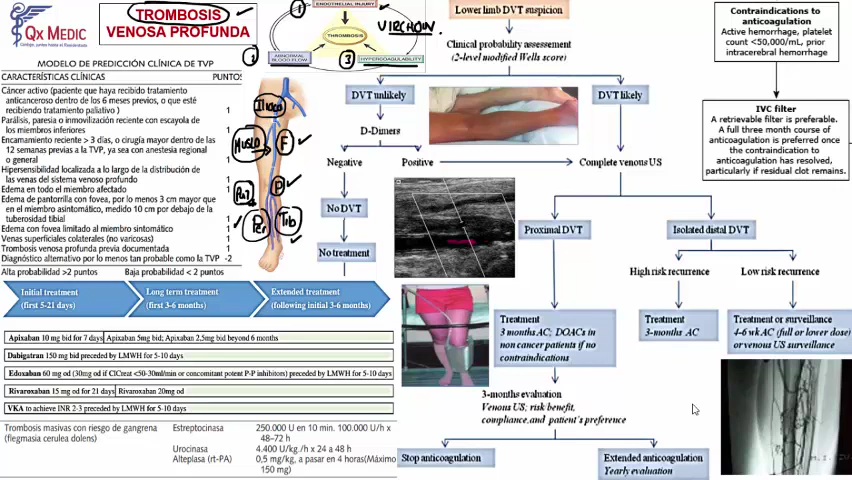 Qx MEDIC
TROMBOSIS
VENOSA PROFUNDA
MODELO DE PREDICCIÓN CLÍNICA DE TVP
CARACTERÍSTICAS CLÍNICAS PUNTOS
Cáncer activo (paciente que haya recibido tratamiento
anticanceroso dentro de los 6 meses previos, o que esté
recibiendo tratamiento paliativo ) 1
Parálisis, paresia o inmovilización reciente con escayola de
los miembros inferiores 1
Encamamiento reciente > 3 días, o cirugía mayor dentro de las
12 semanas previas a la TVP, ya sea con anestesia regional
o general 1
Hipersensibilidad localizada a lo largo de la distribución de
las venas del sistema venoso profundo 1
Edema en todo el miembro afectado 1
Edema de pantorrilla con fovea, por lo menos 3 cm mayor que
en el miembro asintomático, medido 10 cm por debajo de la
tuberosidad tibial 1
Edema con fovea limitado al miembro sintomático 1
Venas superficiales colaterales (no varicosas) 1
Trombosis venosa profunda previa documentada 1
Diagnóstico alternativo por lo menos tan probable como la TVP -2
Alta probabilidad >2 puntos Baja probabilidad < 2 puntos
1
ENDOTHELIAL INJURY
THROMBOSIS
ABNORMAL
BLOOD FLOW
3
HYPERCOAGULABILITY
VIRCHOW.
Iliaca
Muslo
F
P
Per
Tib
Initial treatment
(first 5-21 days)
Long term treatment
(first 3-6 months)
Extended treatment
(following initial 3-6 months)
Apixaban 10 mg bid for 7 days Apixaban 5mg bid; Apixaban 2,5mg bid beyond 6 months
Dabigatran 150 mg bid preceded by LMWH for 5-10 days
Edoxaban 60 mg od (30mg od if CICreat <50-30ml/min or concomitant potent P-P inhibitors) preceded by LMWH for 5-10 days
Rivaroxaban 15 mg od for 21 days Rivaroxaban 20mg od
VKA to achieve INR 2-3 preceded by LMWH for 5-10 days
Trombosis masivas con riesgo de gangrena
(flegmasia cerulea dolens)
Estreptocinasa 250.000 U en 10 min. 100.000 U/h x
48–72 h
Urocinasa 4.400 U/kg./h x 24 a 48 h
Alteplasa (rt-PA) 0,5 mg/kg, a pasar en 4 horas(Máximo
150 mg)
Lower limb DVT suspicion
Clinical probability assessment
(2-level modified Wells score)
DVT unlikely
DVT likely
D-Dimers
Negative
Positive
Complete venous US
No DVT
No treatment
Proximal DVT
Isolated distal DVT
High risk recurrence
Low risk recurrence
Treatment
3 months AC; DOACs in
non cancer patients if no
contraindications
Treatment
3-months AC
Treatment or surveillance
4-6 wk AC (full or lower dose)
or venous US surveillance
3-months evaluation
Venous US; risk/benefit,
compliance, and patient's preference
Stop anticoagulation
Extended anticoagulation
Yearly evaluation
Contraindications to
anticoagulation
Active hemorrhage, platelet
count <50,000/mL, prior
intracerebral hemorrhage
IVC filter
A retrievable filter is preferable.
A full three month course of
anticoagulation is preferred once
the contraindication to
anticoagulation has resolved,
particularly if residual clot remains.